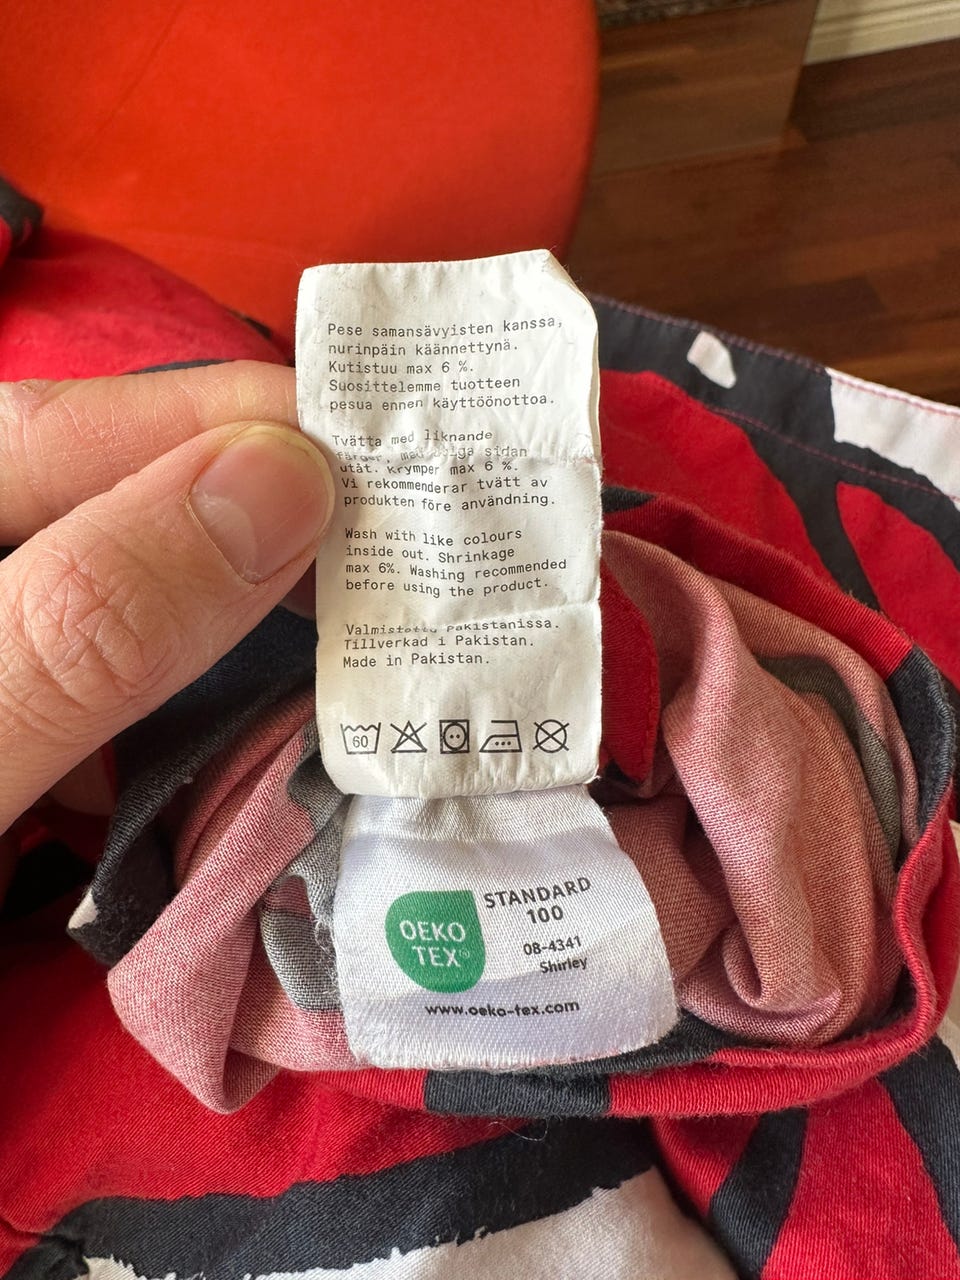 Pese samansävyisten kanssa,
nurinpäin käännettynä.
Kutistuu max 6 %.
Suosittelemme tuotteen
pesua ennen käyttöönottoa.
Tvätta med liknande
färger, med aviga sidan
utåt. Krymper max 6 %.
Vi rekommenderar tvätt av
produkten före användning.
Wash with like colours
inside out. Shrinkage
max 6%. Washing recommended
before using the product.
Valmistettu Pakistanissa.
Tillverkad i Pakistan.
Made in Pakistan.
60
OEKO
TEX®
STANDARD
100
08-4341
Shirley
www.oeko-tex.com